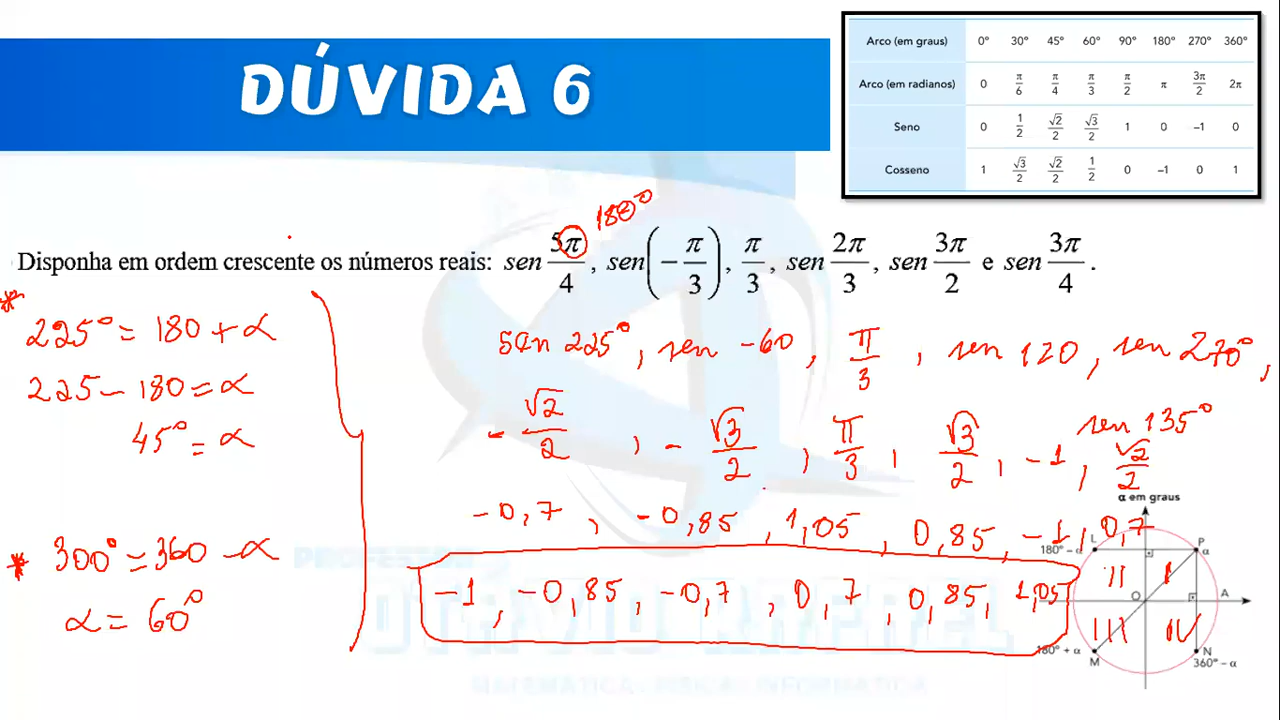 DÚVIDA 6
Arco (em graus) 0° 30° 45° 60° 90° 180° 270° 360°
Arco (em radianos) 0 π/6 π/4 π/3 π/2 π 3π/2 2π
Seno 0 1/2 √2/2 √3/2 1 0 –1 0
Cosseno 1 √3/2 √2/2 1/2 0 –1 0 1
180°
Disponha em ordem crescente os números reais: sen 5π/4, sen(−π/3), π/3, sen 2π/3, sen 3π/2 e sen 3π/4.
* 225° = 180 + α
225 − 180 = α
45° = α
* 300° = 360 − α
α = 60°
sen 225°, sen −60, π/3, sen 120, sen 270°,
sen 135°
−√2/2, −√3/2, π/3, √3/2, −1, √2/2
−0,7, −0,85, 1,05, 0,85, −1, 0,7
−1, −0,85, −0,7, 0,7, 0,85, 1,05
α em graus
180° – α L P α
II I
O A
III IV
180° + α M N
360° – α
PROFESSOR
OTÁVIO RAFAEL
MATEMÁTICA - FÍSICA - INFORMÁTICA